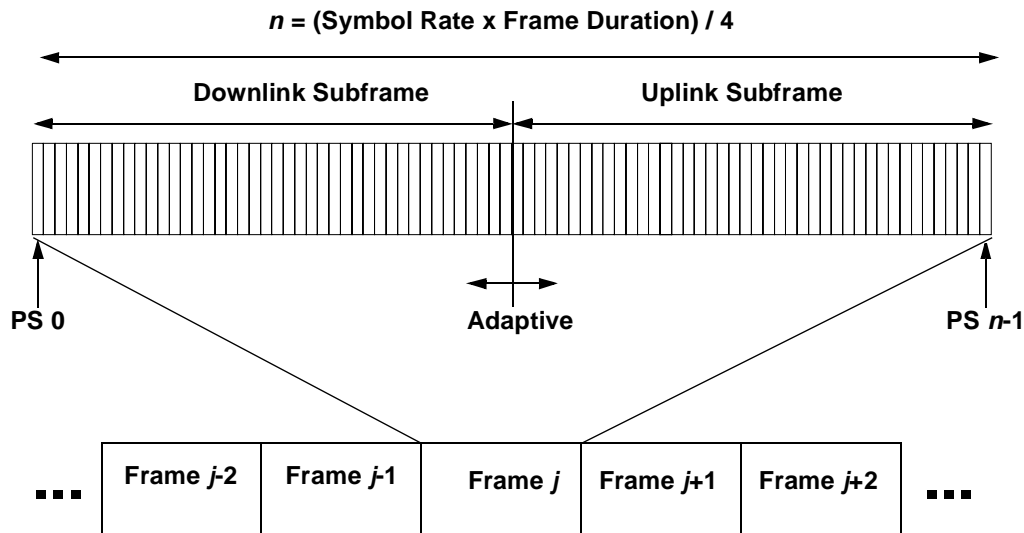 n = (Symbol Rate x Frame Duration) / 4
Downlink Subframe
Uplink Subframe
PS 0
Adaptive
PS n-1
Frame j-2
Frame j-1
Frame j
Frame j+1
Frame j+2